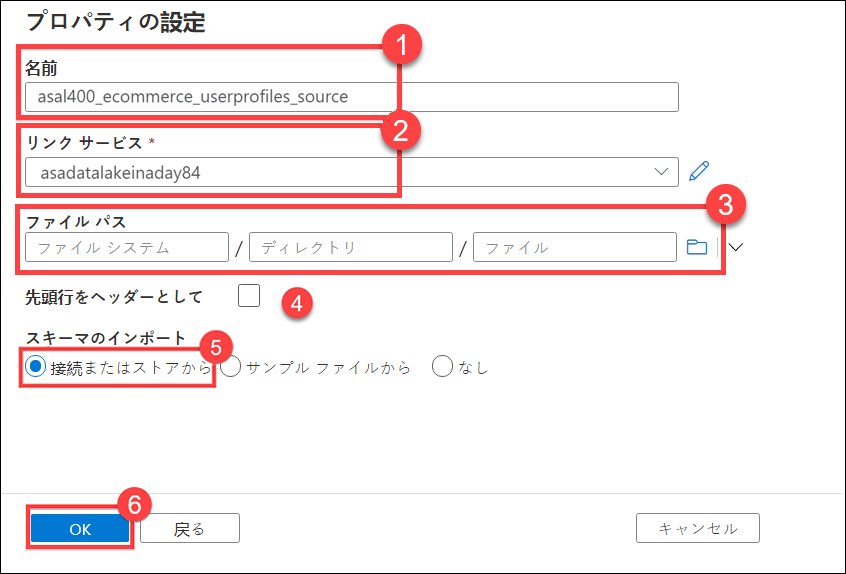 プロパティの設定
1
名前
asal400_ecommerce_userprofiles_source
2
リンク サービス *
asadatalakeinaday84
3
ファイル パス
ファイル システム / ディレクトリ / ファイル
先頭行をヘッダーとして 4
スキーマのインポート 5
接続またはストアから サンプル ファイルから なし
6
OK 戻る キャンセル